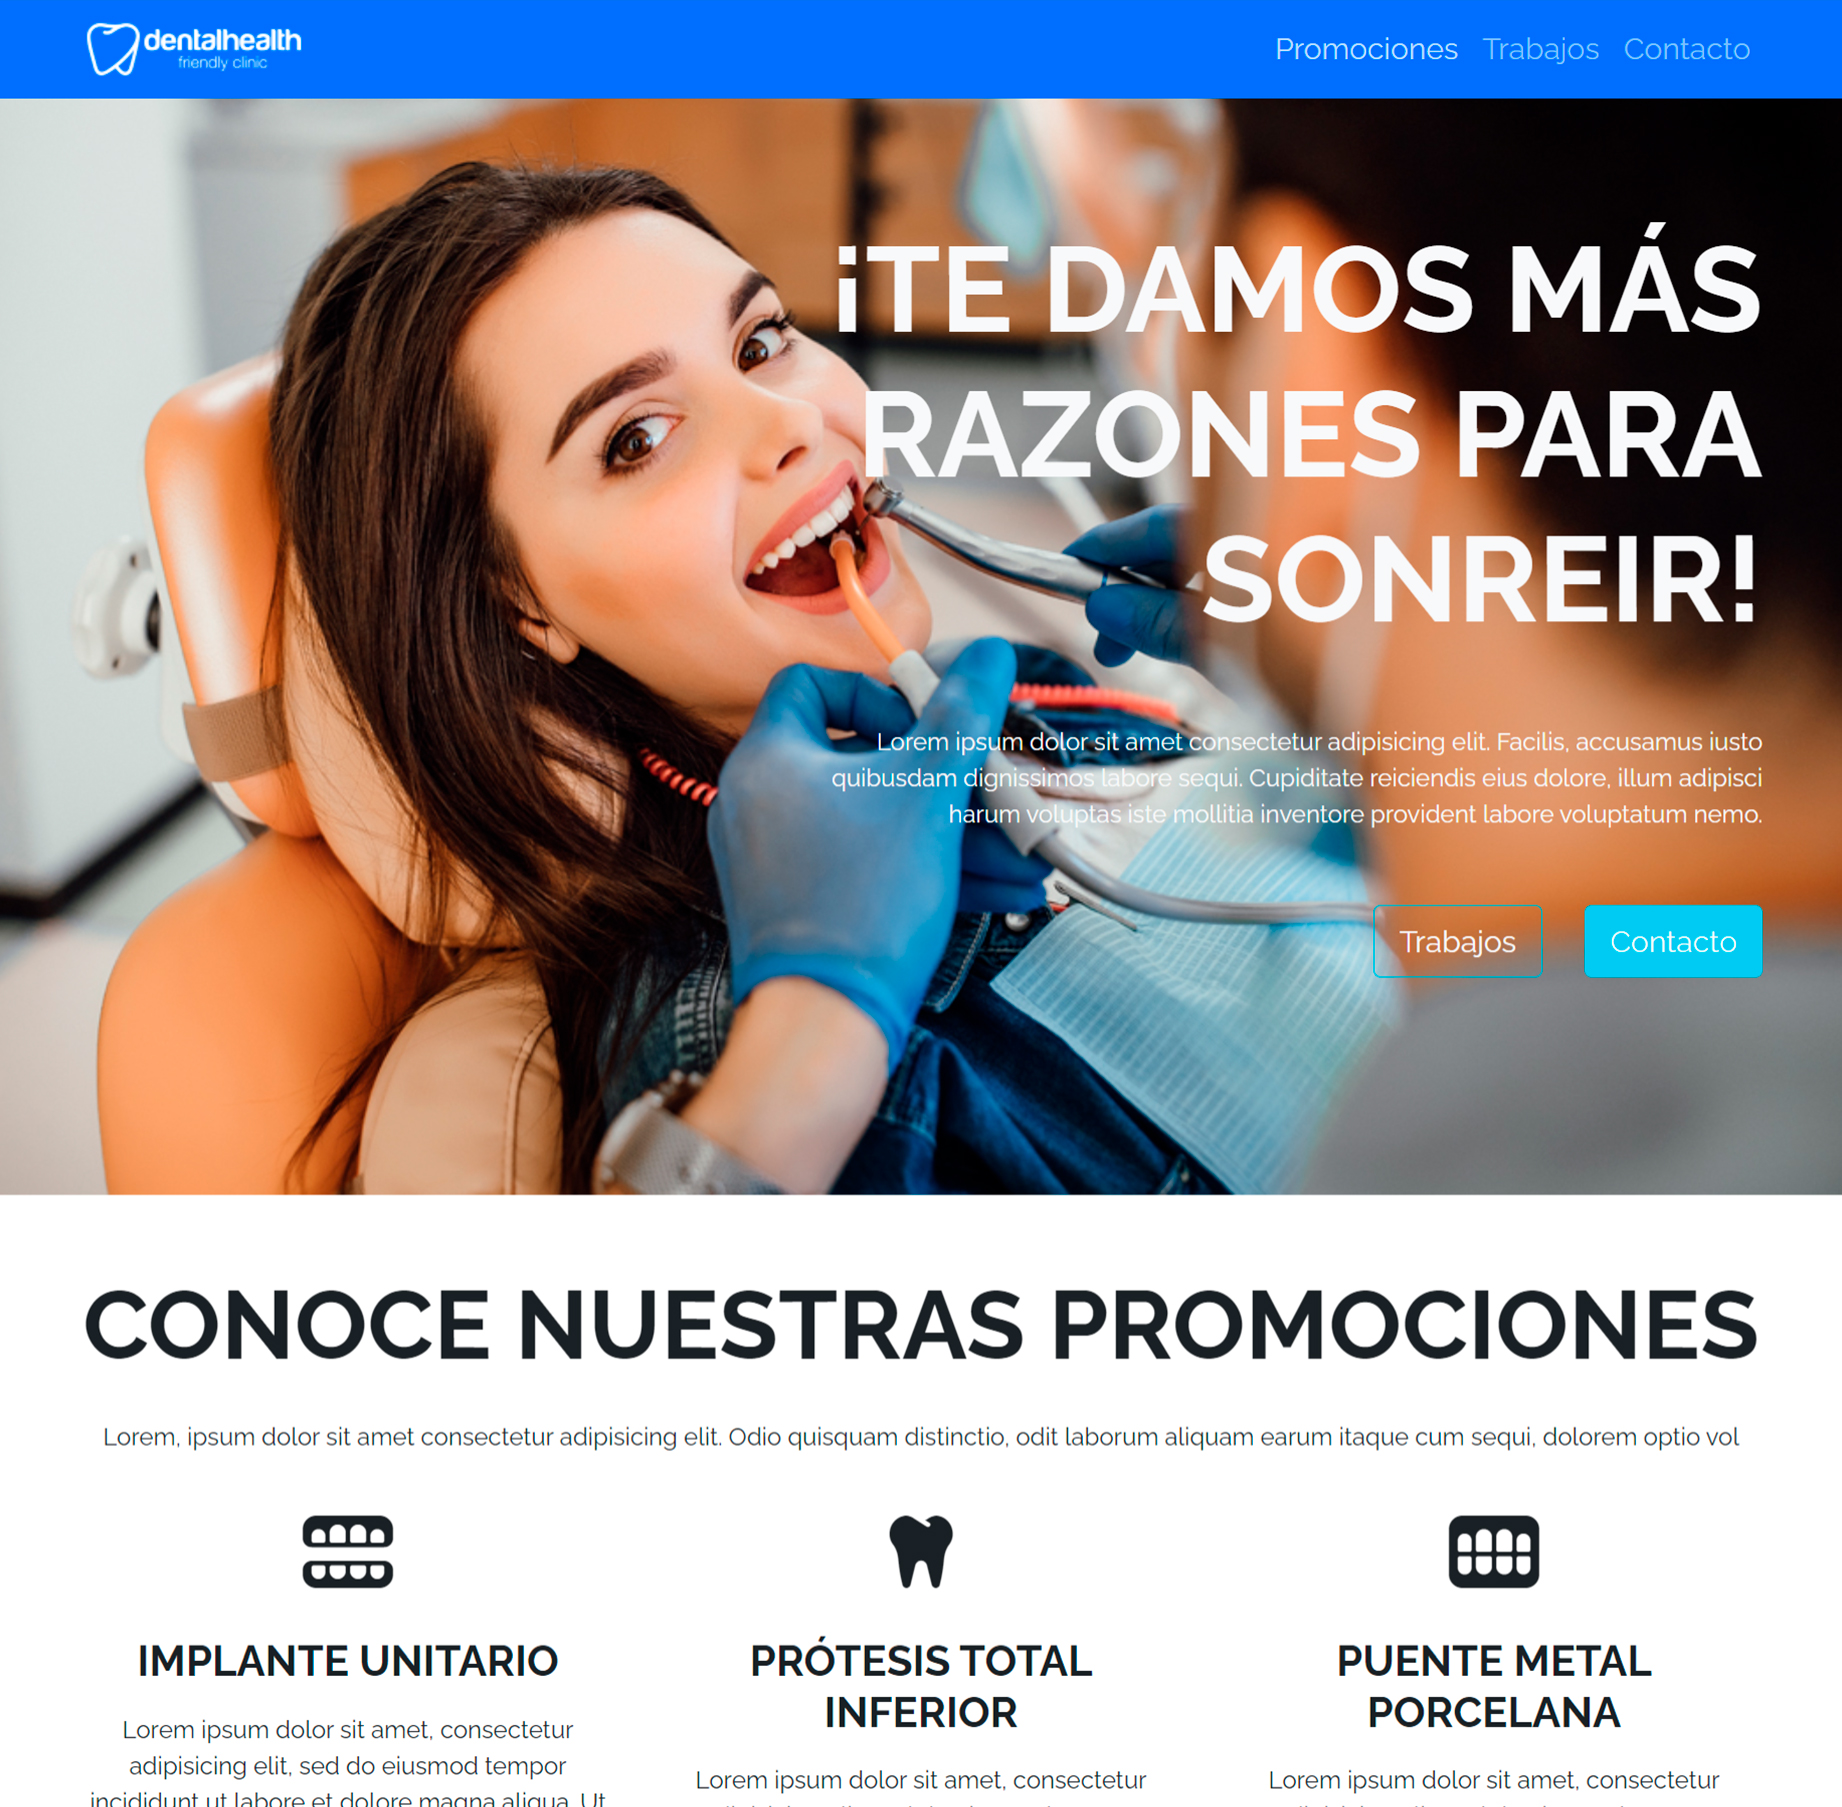 dentalhealth
friendly clinic
Promociones Trabajos Contacto
¡TE DAMOS MÁS
RAZONES PARA
SONREIR!
Lorem ipsum dolor sit amet consectetur adipisicing elit. Facilis, accusamus iusto
quibusdam dignissimos labore sequi. Cupiditate reiciendis eius dolore, illum adipisci
harum voluptas iste mollitia inventore provident labore voluptatum nemo.
Trabajos Contacto
CONOCE NUESTRAS PROMOCIONES
Lorem, ipsum dolor sit amet consectetur adipisicing elit. Odio quisquam distinctio, odit laborum aliquam earum itaque cum sequi, dolorem optio vol
IMPLANTE UNITARIO
Lorem ipsum dolor sit amet, consectetur
adipisicing elit, sed do eiusmod tempor
incididunt ut labore et dolore magna aliqua. Ut
PRÓTESIS TOTAL
INFERIOR
Lorem ipsum dolor sit amet, consectetur
PUENTE METAL
PORCELANA
Lorem ipsum dolor sit amet, consectetur